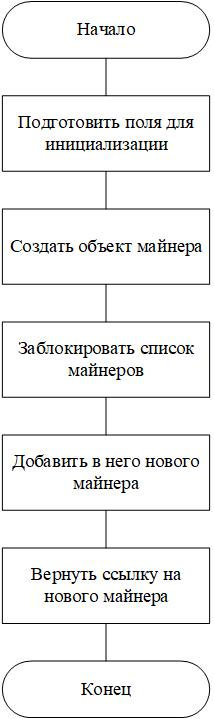 Начало
Подготовить поля для
инициализации
Создать объект майнера
Заблокировать список
майнеров
Добавить в него нового
майнера
Вернуть ссылку на
нового майнера
Конец